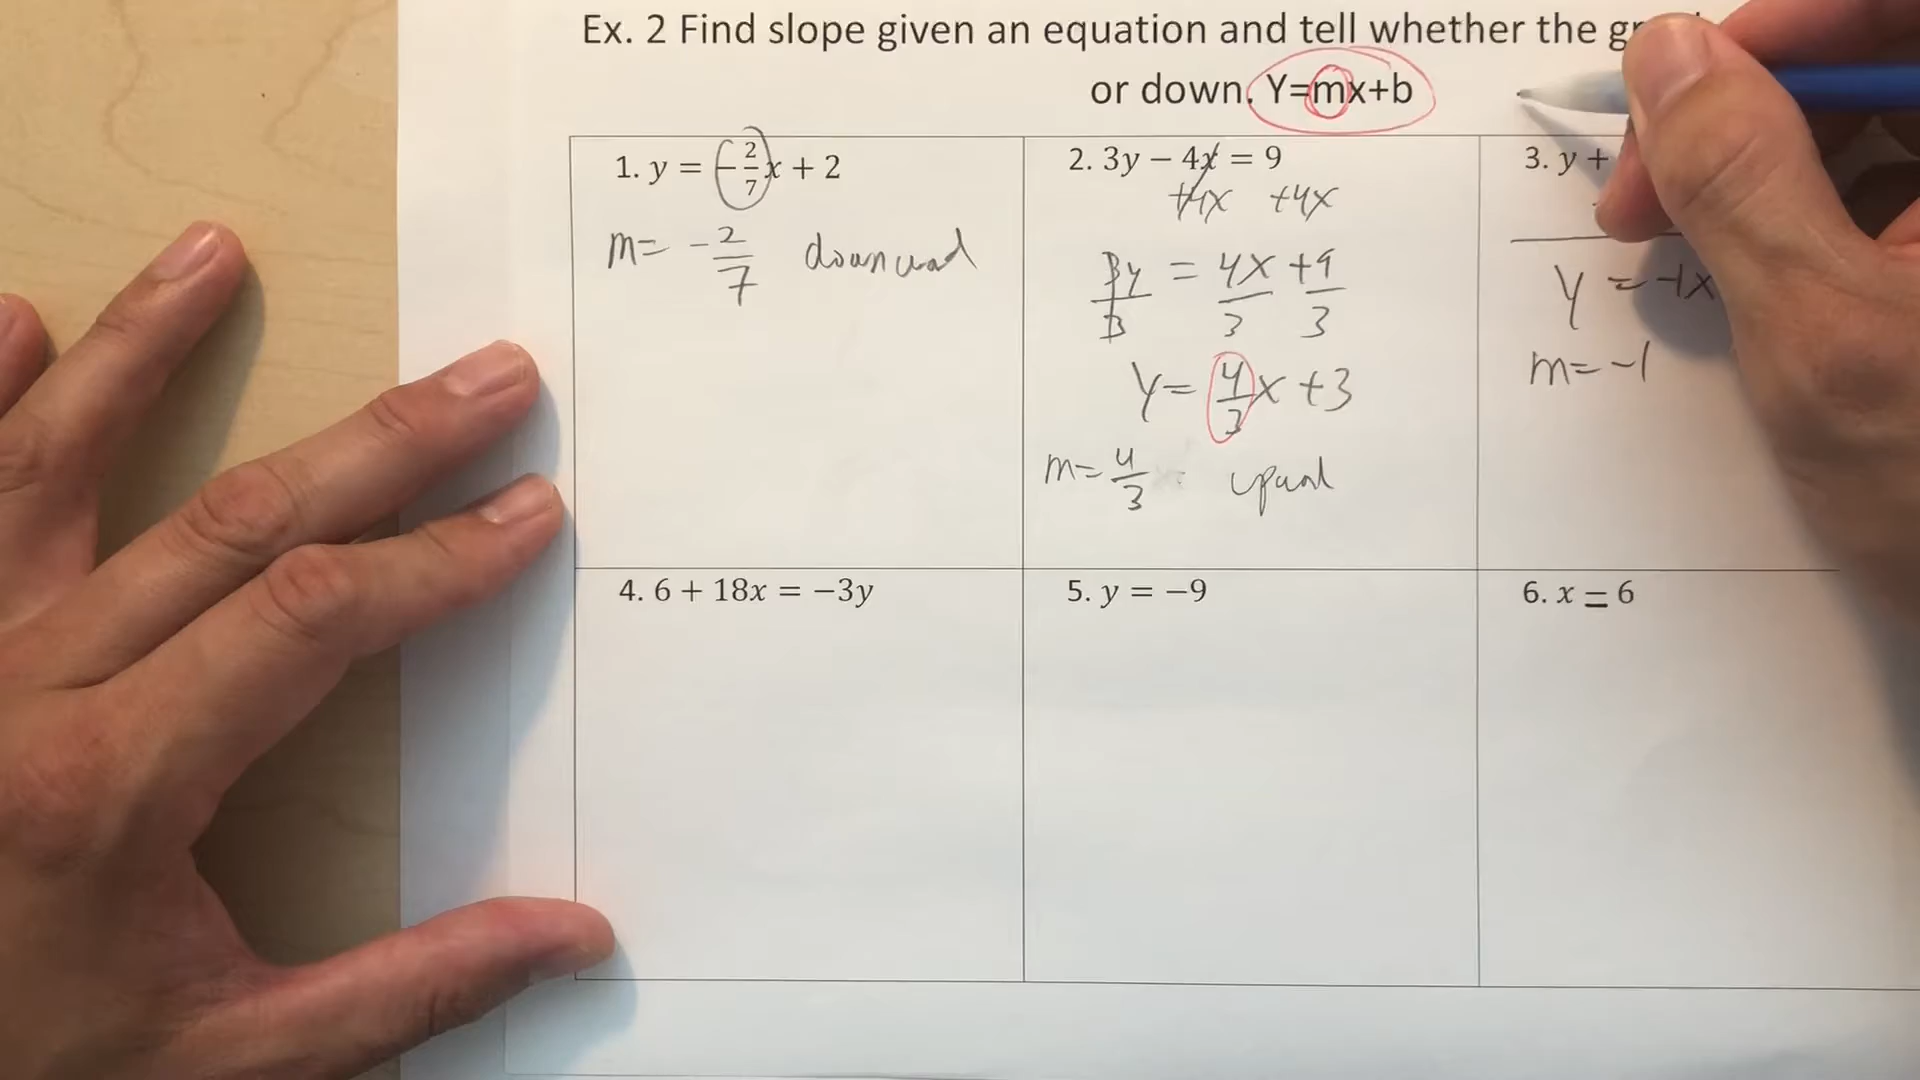 Ex. 2 Find slope given an equation and tell whether the
or down. Y=mx+b
1. y = -2/7x + 2
m= -2/7 downward
2. 3y − 4x = 9
+4x +4x
3y/3 = 4x/3 +9/3
y= 4/3x +3
m= 4/3 upward
3. y +
y = -1x
m= -1
4. 6 + 18x = −3y
5. y = −9
6. x = 6